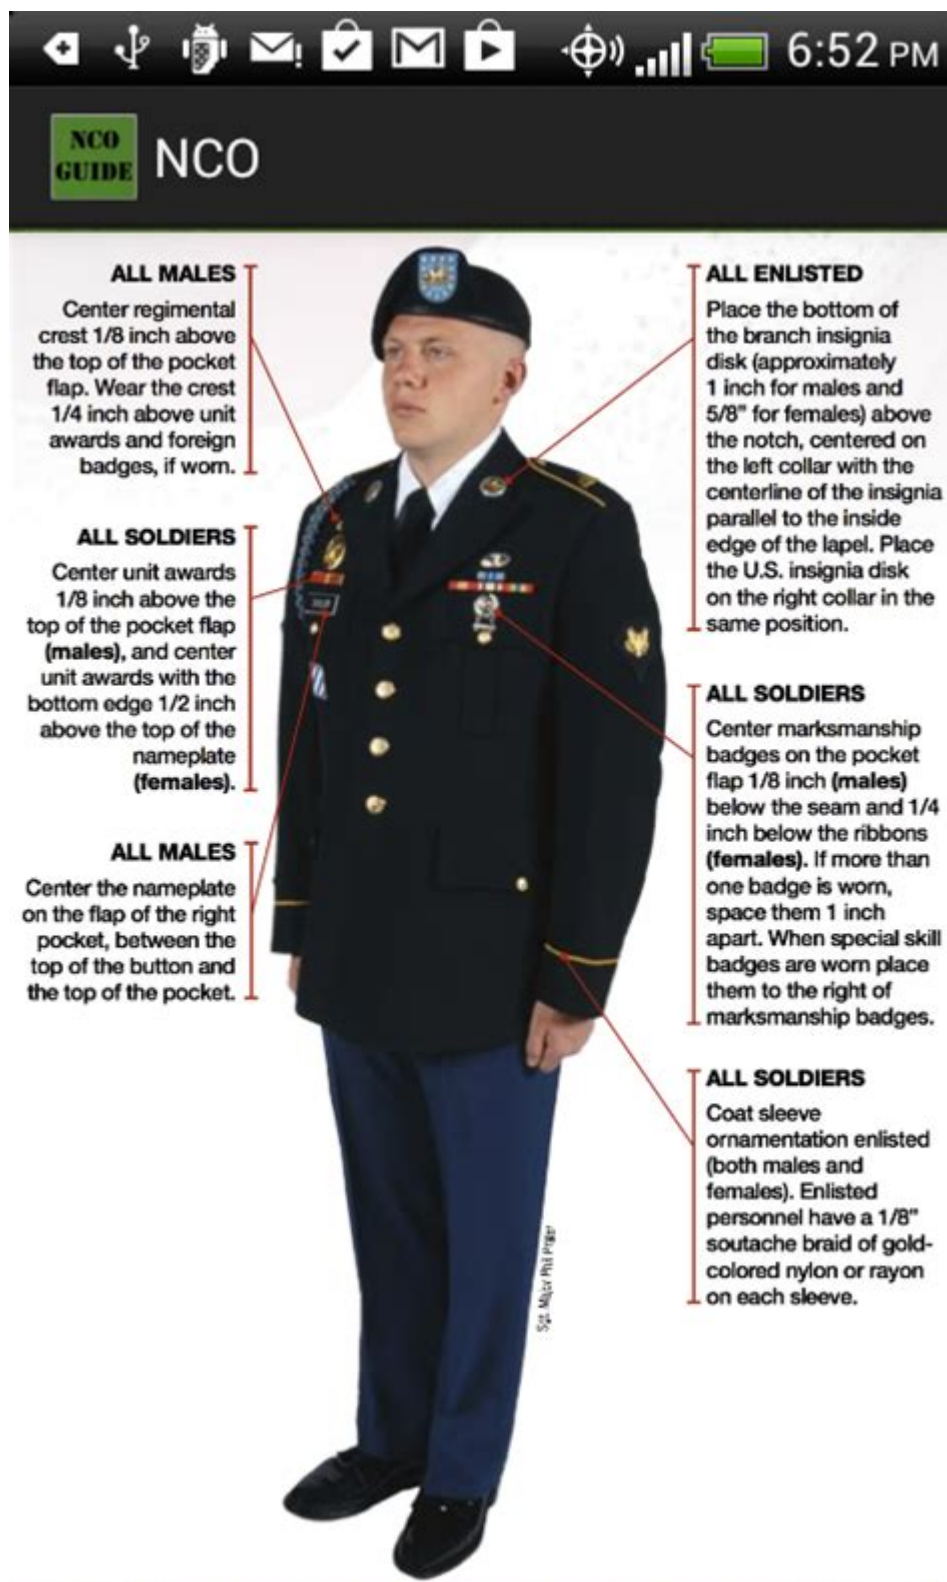 6:52 PM
NCO
GUIDE
NCO
ALL MALES
Center regimental
crest 1/8 inch above
the top of the pocket
flap. Wear the crest
1/4 inch above unit
awards and foreign
badges, if worn.
ALL SOLDIERS
Center unit awards
1/8 inch above the
top of the pocket flap
(males), and center
unit awards with the
bottom edge 1/2 inch
above the top of the
nameplate
(females).
ALL MALES
Center the nameplate
on the flap of the right
pocket, between the
top of the button and
the top of the pocket.
ALL ENLISTED
Place the bottom of
the branch insignia
disk (approximately
1 inch for males and
5/8” for females) above
the notch, centered on
the left collar with the
centerline of the insignia
parallel to the inside
edge of the lapel. Place
the U.S. insignia disk
on the right collar in the
same position.
ALL SOLDIERS
Center marksmanship
badges on the pocket
flap 1/8 inch (males)
below the seam and 1/4
inch below the ribbons
(females). If more than
one badge is worn,
space them 1 inch
apart. When special skill
badges are worn place
them to the right of
marksmanship badges.
ALL SOLDIERS
Coat sleeve
ornamentation enlisted
(both males and
females). Enlisted
personnel have a 1/8”
soutache braid of gold-
colored nylon or rayon
on each sleeve.
Sgt. Major Phil